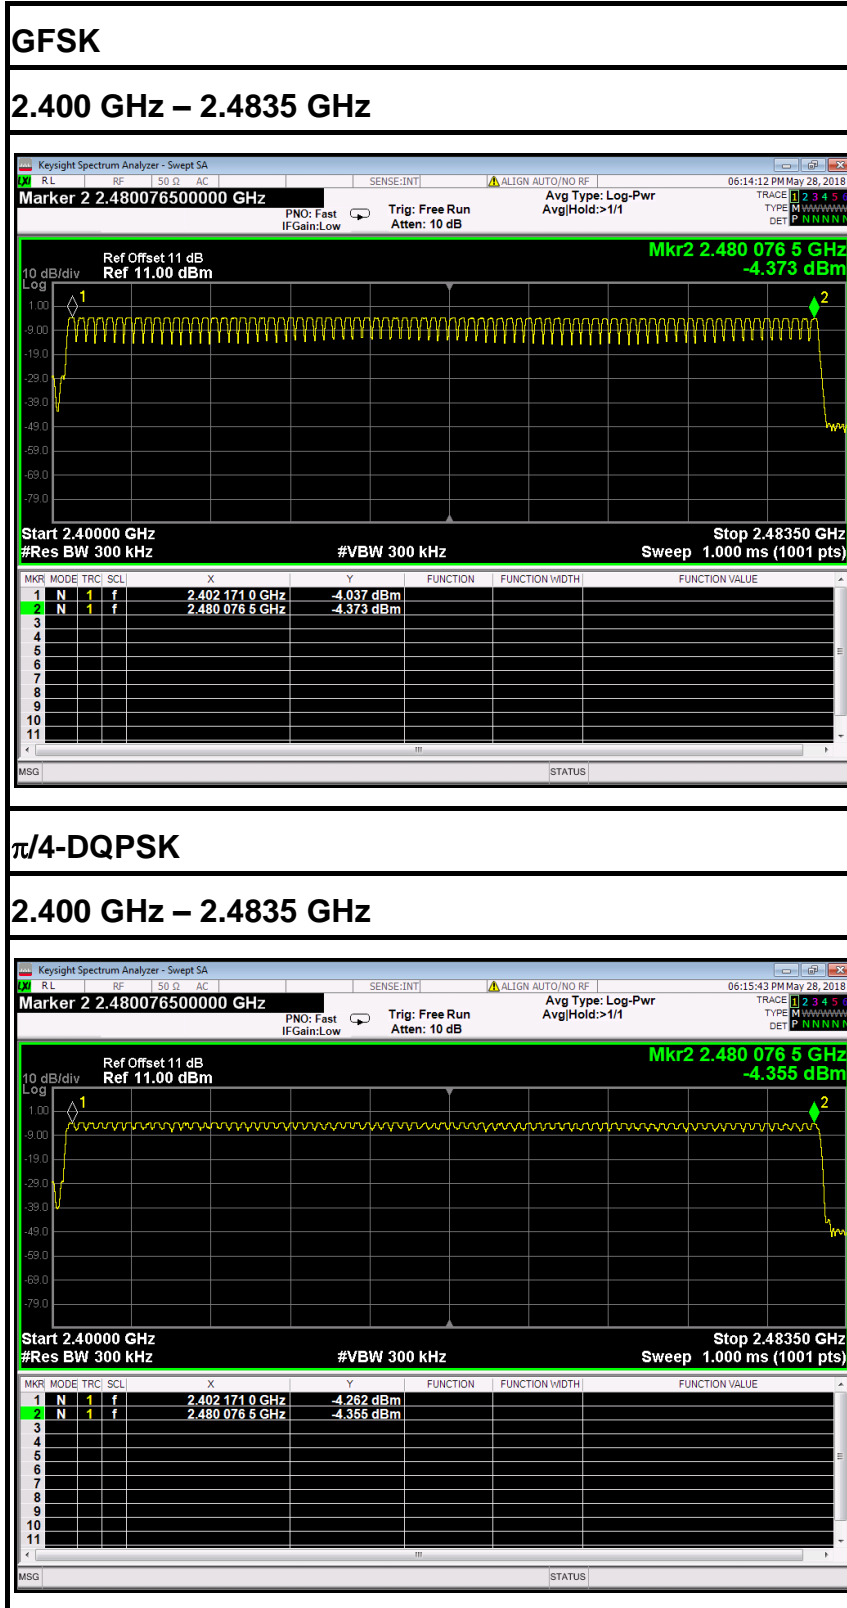 GFSK
2.400 GHz – 2.4835 GHz
Keysight Spectrum Analyzer - Swept SA
LXI RL RF 50 Ω AC SENSE:INT ALIGN AUTO/NO RF 06:14:12 PM May 28, 2018
Marker 2 2.480076500000 GHz Avg Type: Log-Pwr TRACE 1 2 3 4 5 6
PNO: Fast Trig: Free Run Avg|Hold:>1/1 TYPE M WWWWW
IFGain:Low Atten: 10 dB DET P N N N N N
Mkr2 2.480 076 5 GHz
Ref Offset 11 dB
10 dB/div Ref 11.00 dBm -4.373 dBm
Log
1 2
1.00
-9.00
-19.0
-29.0
-39.0
-49.0
-59.0
-69.0
-79.0
Start 2.40000 GHz Stop 2.48350 GHz
#Res BW 300 kHz #VBW 300 kHz Sweep 1.000 ms (1001 pts)
MKR MODE TRC SCL X Y FUNCTION FUNCTION WIDTH FUNCTION VALUE
1 N 1 f 2.402 171 0 GHz -4.037 dBm
2 N 1 f 2.480 076 5 GHz -4.373 dBm
3
4
5
6
7
8
9
10
11
MSG STATUS
π/4-DQPSK
2.400 GHz – 2.4835 GHz
Keysight Spectrum Analyzer - Swept SA
LXI RL RF 50 Ω AC SENSE:INT ALIGN AUTO/NO RF 06:15:43 PM May 28, 2018
Marker 2 2.480076500000 GHz Avg Type: Log-Pwr TRACE 1 2 3 4 5 6
PNO: Fast Trig: Free Run Avg|Hold:>1/1 TYPE M WWWWW
IFGain:Low Atten: 10 dB DET P N N N N N
Mkr2 2.480 076 5 GHz
Ref Offset 11 dB
10 dB/div Ref 11.00 dBm -4.355 dBm
Log
1 2
1.00
-9.00
-19.0
-29.0
-39.0
-49.0
-59.0
-69.0
-79.0
Start 2.40000 GHz Stop 2.48350 GHz
#Res BW 300 kHz #VBW 300 kHz Sweep 1.000 ms (1001 pts)
MKR MODE TRC SCL X Y FUNCTION FUNCTION WIDTH FUNCTION VALUE
1 N 1 f 2.402 171 0 GHz -4.262 dBm
2 N 1 f 2.480 076 5 GHz -4.355 dBm
3
4
5
6
7
8
9
10
11
MSG STATUS